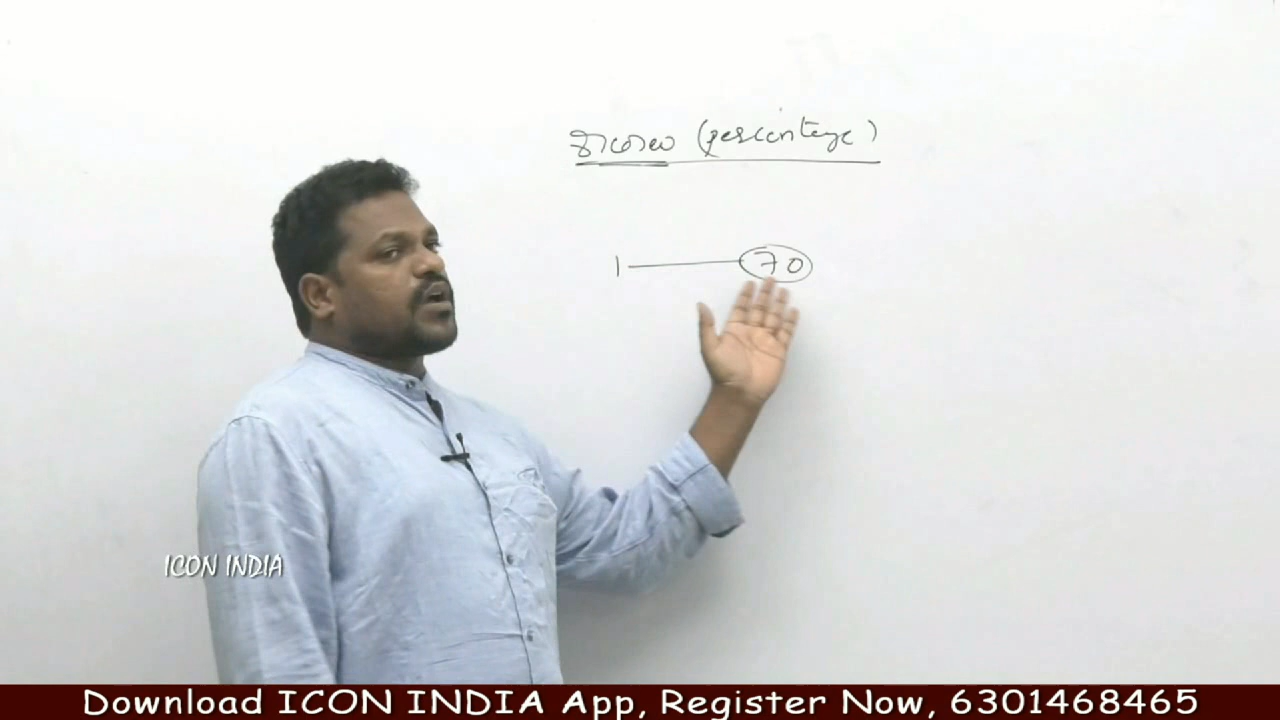 శాతాలు (percentage)
1 70
ICON INDIA
Download ICON INDIA App, Register Now, 6301468465